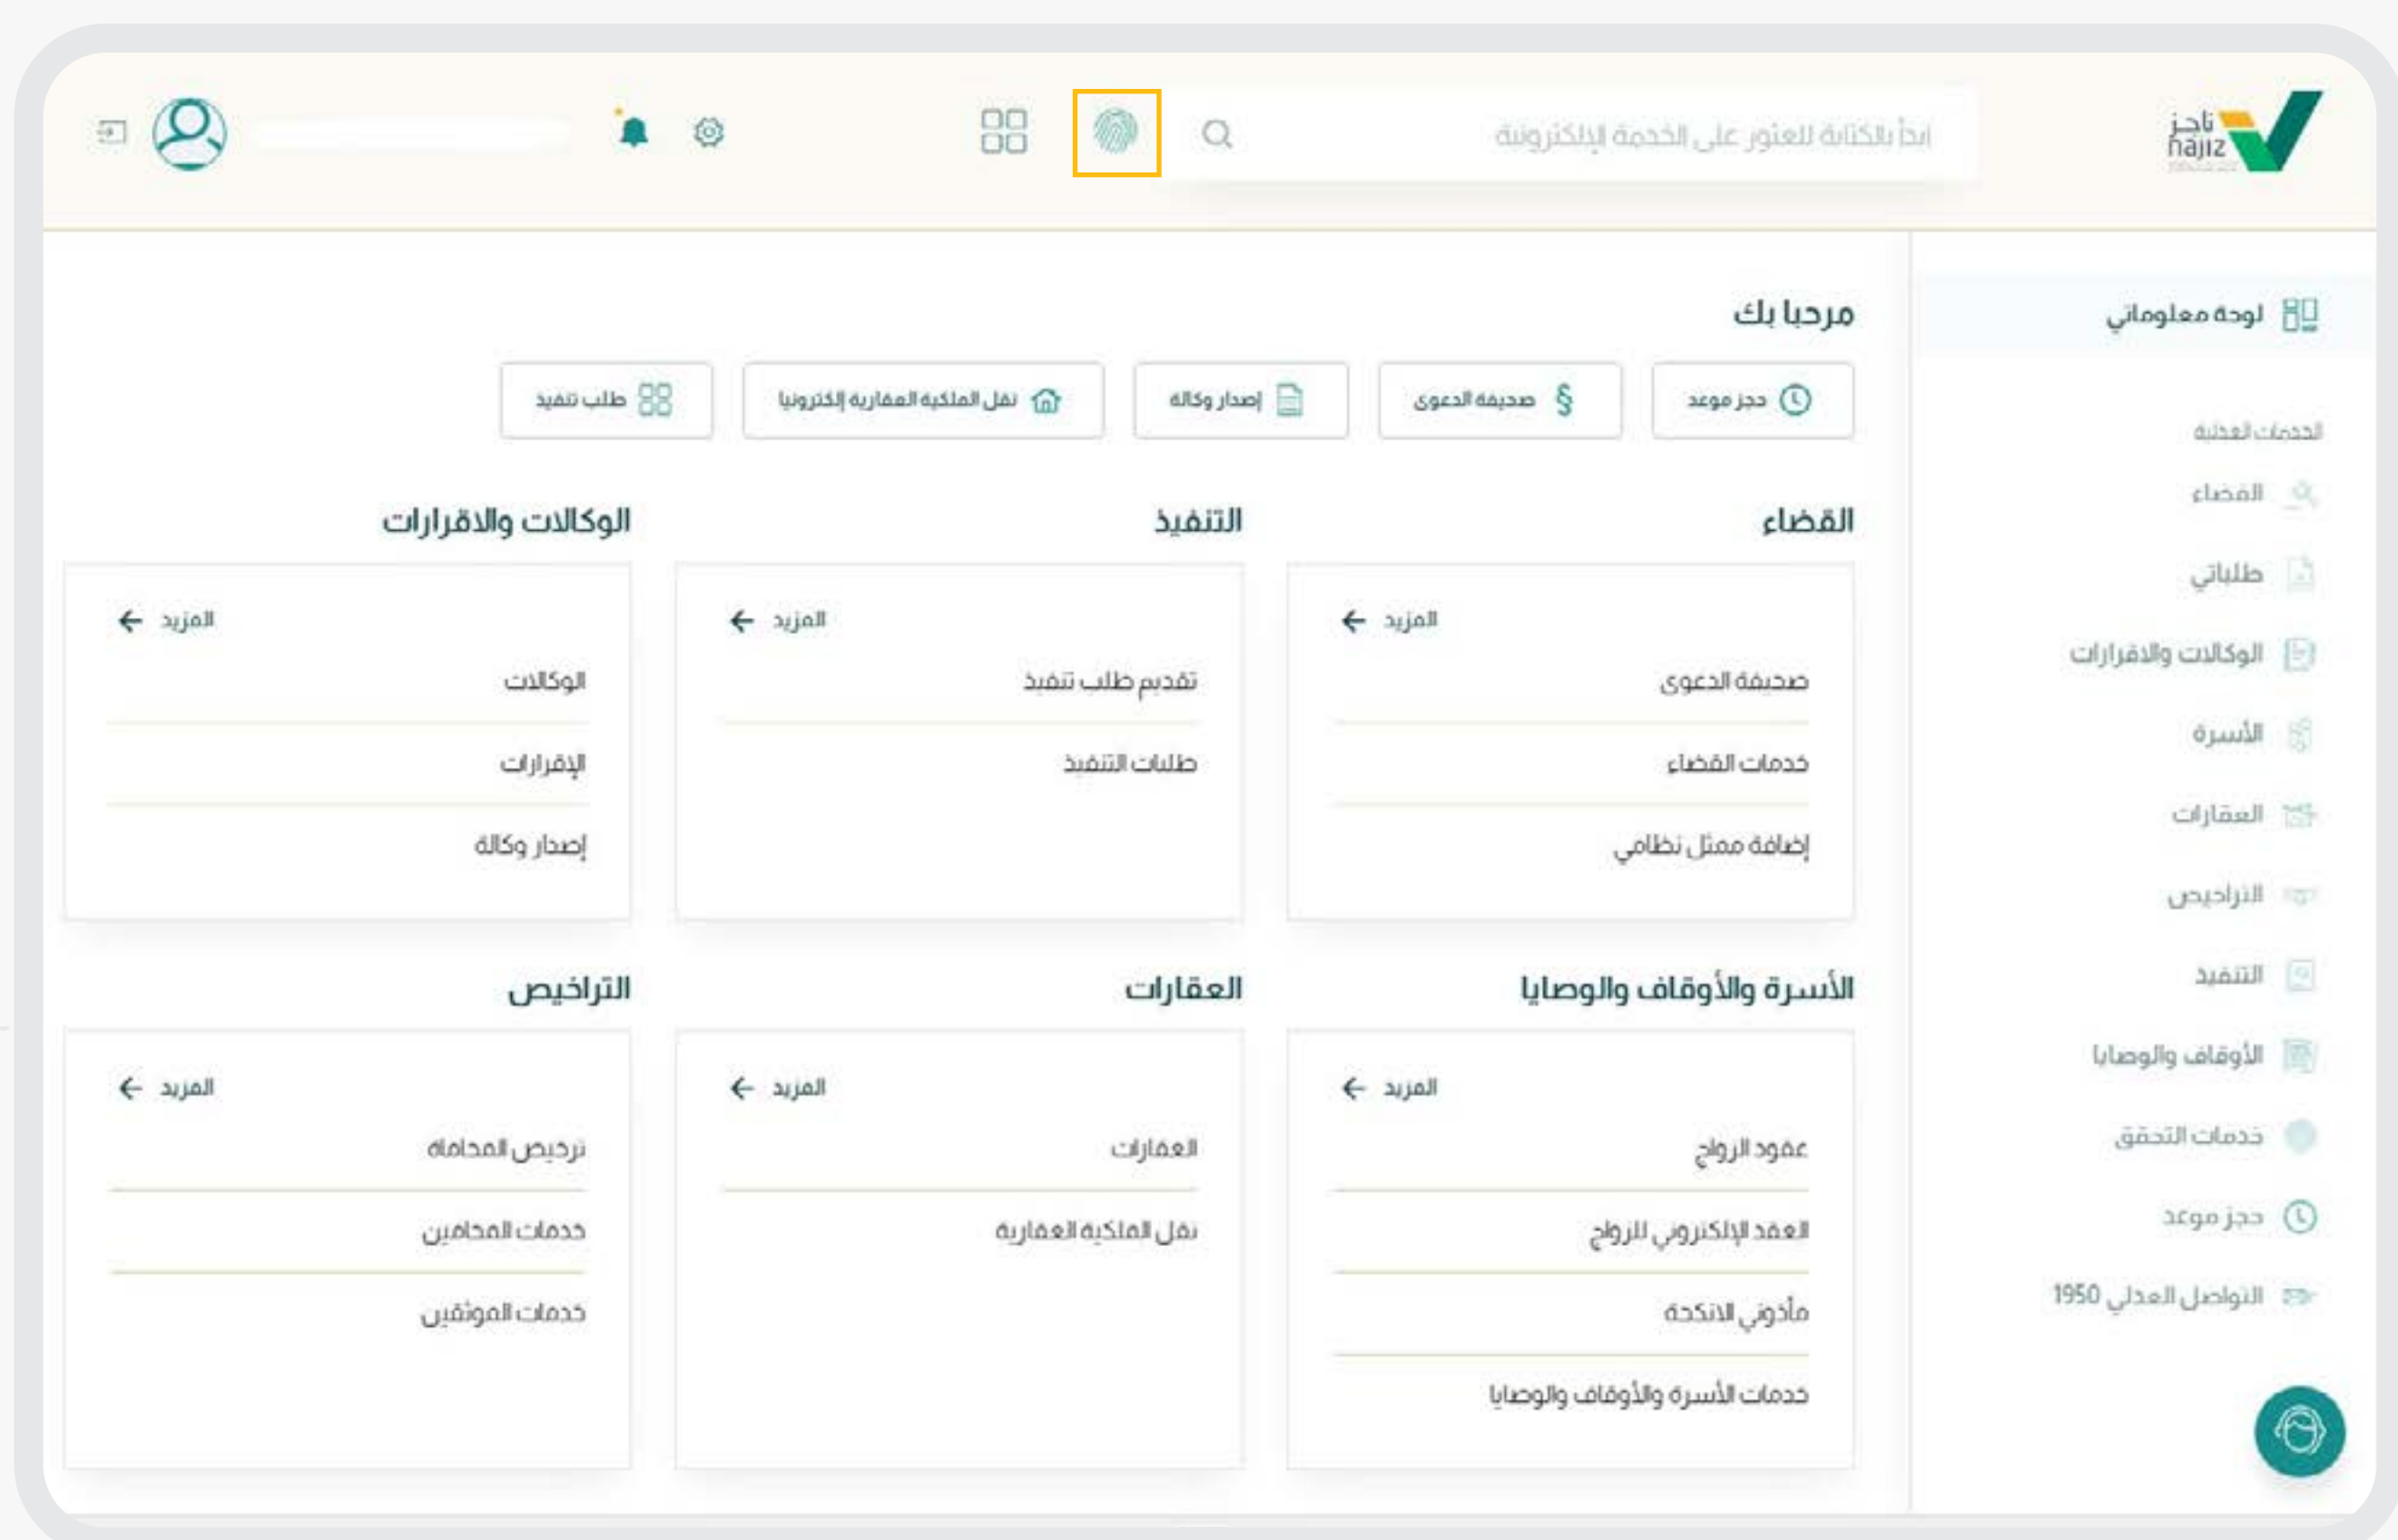 ناجز
najiz
ابدأ بالكتابة للعثور على الخدمة الإلكترونية
لوحة معلوماتي
الخدمات العدلية
القضاء
طلباتي
الوكالات والاقرارات
الأسرة
العقارات
التراخيص
التنفيذ
الأوقاف والوصايا
خدمات التحقق
حجز موعد
التواصل العدلي 1950
مرحبا بك
حجز موعد
صحيفة الدعوى
إصدار وكالة
نقل الملكية العقارية إلكترونيا
طلب تنفيذ
القضاء
المزيد
صحيفة الدعوى
خدمات القضاء
إضافة ممثل نظامي
التنفيذ
المزيد
تقديم طلب تنفيذ
طلبات التنفيذ
الوكالات والاقرارات
المزيد
الوكالات
الإقرارات
إصدار وكالة
الأسرة والأوقاف والوصايا
المزيد
عقود الزواج
العقد الإلكتروني للزواج
مأذوني الانكحة
خدمات الأسرة والأوقاف والوصايا
العقارات
المزيد
العقارات
نقل الملكية العقارية
التراخيص
المزيد
ترخيص المحاماة
خدمات المحامين
خدمات الموثقين